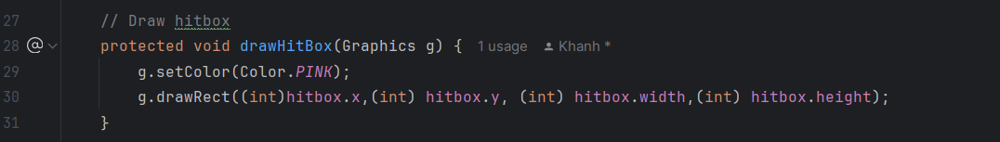 27 // Draw hitbox
28 @ protected void drawHitBox(Graphics g) { 1 usage Khanh *
29 g.setColor(Color.PINK);
30 g.drawRect((int)hitbox.x,(int) hitbox.y, (int) hitbox.width,(int) hitbox.height);
31 }